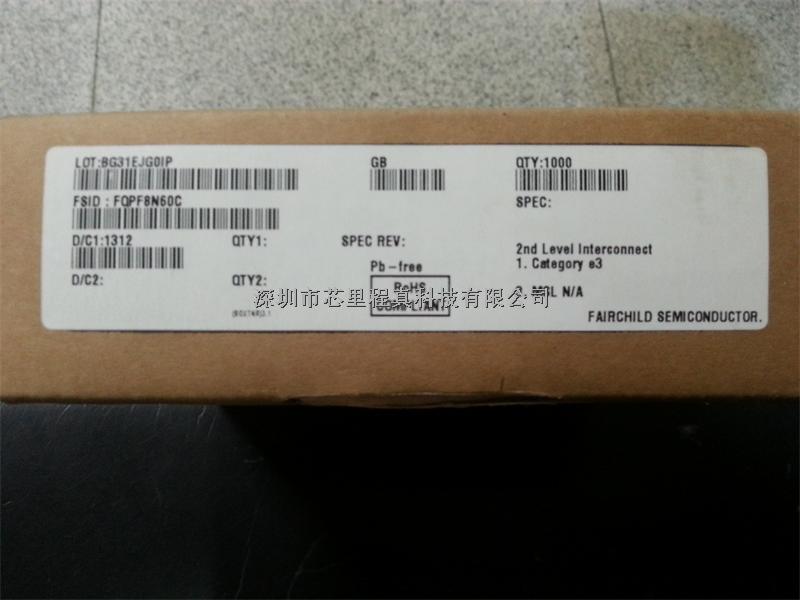 LOT:BG31EJG0IP GB QTY:1000
FSID : FQPF8N60C SPEC:
D/C1:1312 QTY1: SPEC REV:
2nd Level Interconnect
Pb-free 1. Category e3
D/C2: QTY2: RoHS
MSL N/A
COMPLIANT
深圳市芯里程真科技有限公司
FAIRCHILD SEMICONDUCTOR.